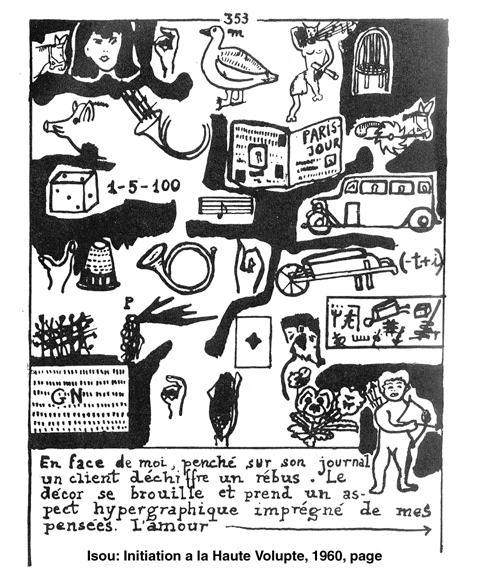 353
m
PARIS-
JOUR
1-5-100
(-t+i)
P
GN
En face de moi, penché sur son journal
un client déchiffre un rébus. Le
décor se brouille et prend un as-
pect hypergraphique imprégné de mes
pensées. L'amour
Isou: Initiation a la Haute Volupte, 1960, page